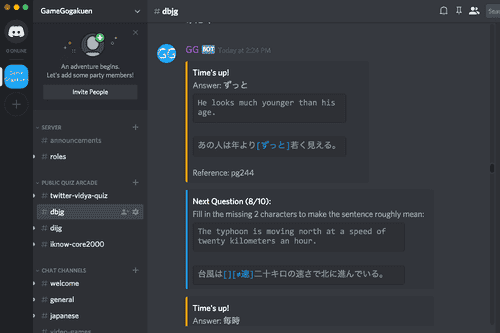 GameGogakuen
# dbjg
ONLINE
An adventure begins.
Let's add some party members!
Invite People
SERVER
# announcements
# roles
PUBLIC QUIZ ARCADE
# twitter-vidya-quiz
# dbjg
# dijg
# iknow-core2000
CHAT CHANNELS
# welcome
# general
# japanese
# video-games
GG BOT Today at 2:24 PM
Time's up!
Answer: ずっと
He looks much younger than his
age.
あの人は年より[ずっと]若く見える。
Reference: pg244
Next Question (8/10):
Fill in the missing 2 characters to make the sentence roughly mean:
The typhoon is moving north at a speed of
twenty kilometers an hour.
台風は[][≠速]二十キロの速さで北に進んでいる。
Time's up!
Answer: 毎時